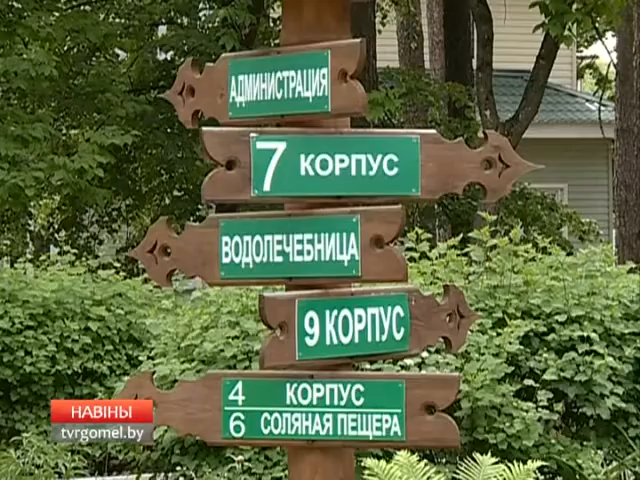 АДМИНИСТРАЦИЯ
7 КОРПУС
ВОДОЛЕЧЕБНИЦА
9 КОРПУС
4 КОРПУС
6 СОЛЯНАЯ ПЕЩЕРА
НАВІНЫ
tvrgomel.by